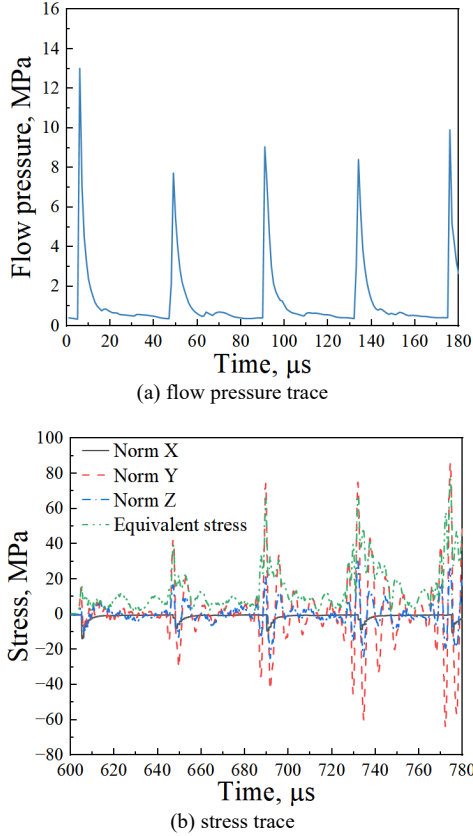 16
14
12
10
8
6
4
2
0
Flow pressure, MPa
0 20 40 60 80 100 120 140 160 180
Time, μs
(a) flow pressure trace
100
80
60
40
20
0
−20
−40
−60
−80
Stress, MPa
Norm X
Norm Y
Norm Z
Equivalent stress
600 620 640 660 680 700 720 740 760 780
Time, μs
(b) stress trace